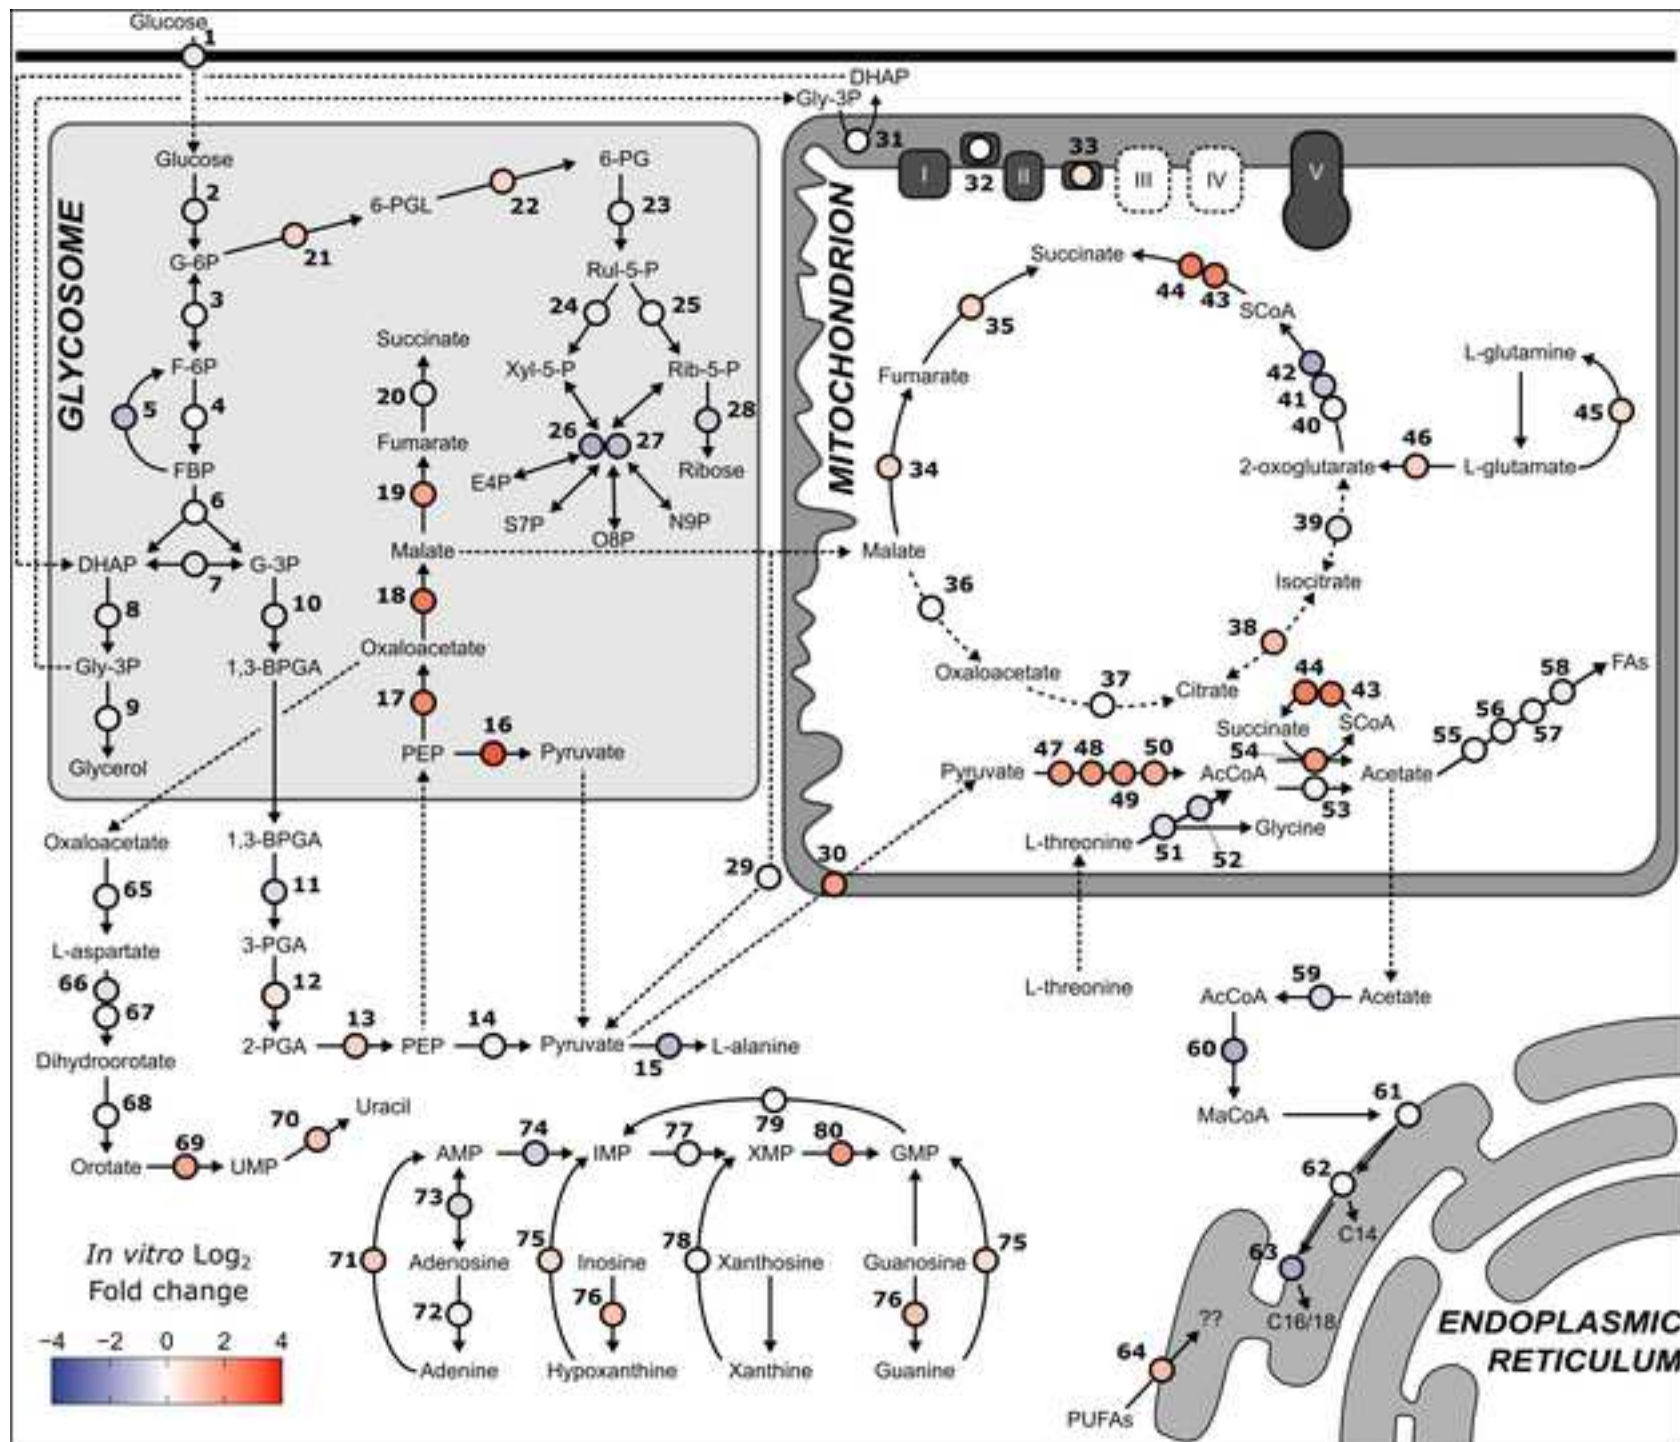 Glucose
1
DHAP
Gly-3P
31
32
33
I
II
III
IV
V
GLYCOSOME
Glucose
2
G-6P
21
6-PGL
22
6-PG
23
3
Rul-5-P
24
25
F-6P
5
4
Succinate
20
Xyl-5-P
Rib-5-P
28
FBP
Fumarate
26
27
Ribose
E4P
S7P
O8P
N9P
6
19
DHAP
7
G-3P
Malate
8
10
18
Gly-3P
1,3-BPGA
Oxaloacetate
9
17
16
Glycerol
PEP
Pyruvate
MITOCHONDRION
Succinate
44
43
SCoA
35
42
41
40
L-glutamine
45
Fumarate
34
2-oxoglutarate
46
L-glutamate
39
Malate
Isocitrate
36
38
Oxaloacetate
37
Citrate
44
43
58
FAs
Succinate
SCoA
56
57
55
47
48
49
50
54
Pyruvate
AcCoA
Acetate
53
L-threonine
51
52
Glycine
29
30
Oxaloacetate
1,3-BPGA
65
11
L-aspartate
3-PGA
66
67
12
L-threonine
59
AcCoA
Acetate
13
14
2-PGA
PEP
Pyruvate
15
L-alanine
60
Dihydroorotate
68
70
Uracil
69
Orotate
UMP
MaCoA
61
79
74
77
80
AMP
IMP
XMP
GMP
73
62
C14
71
75
78
75
Adenosine
Inosine
Xanthosine
Guanosine
63
72
76
76
C16/18
Adenine
Hypoxanthine
Xanthine
Guanine
??
64
PUFAs
ENDOPLASMIC
RETICULUM
In vitro Log2
Fold change
−4 −2 0 2 4